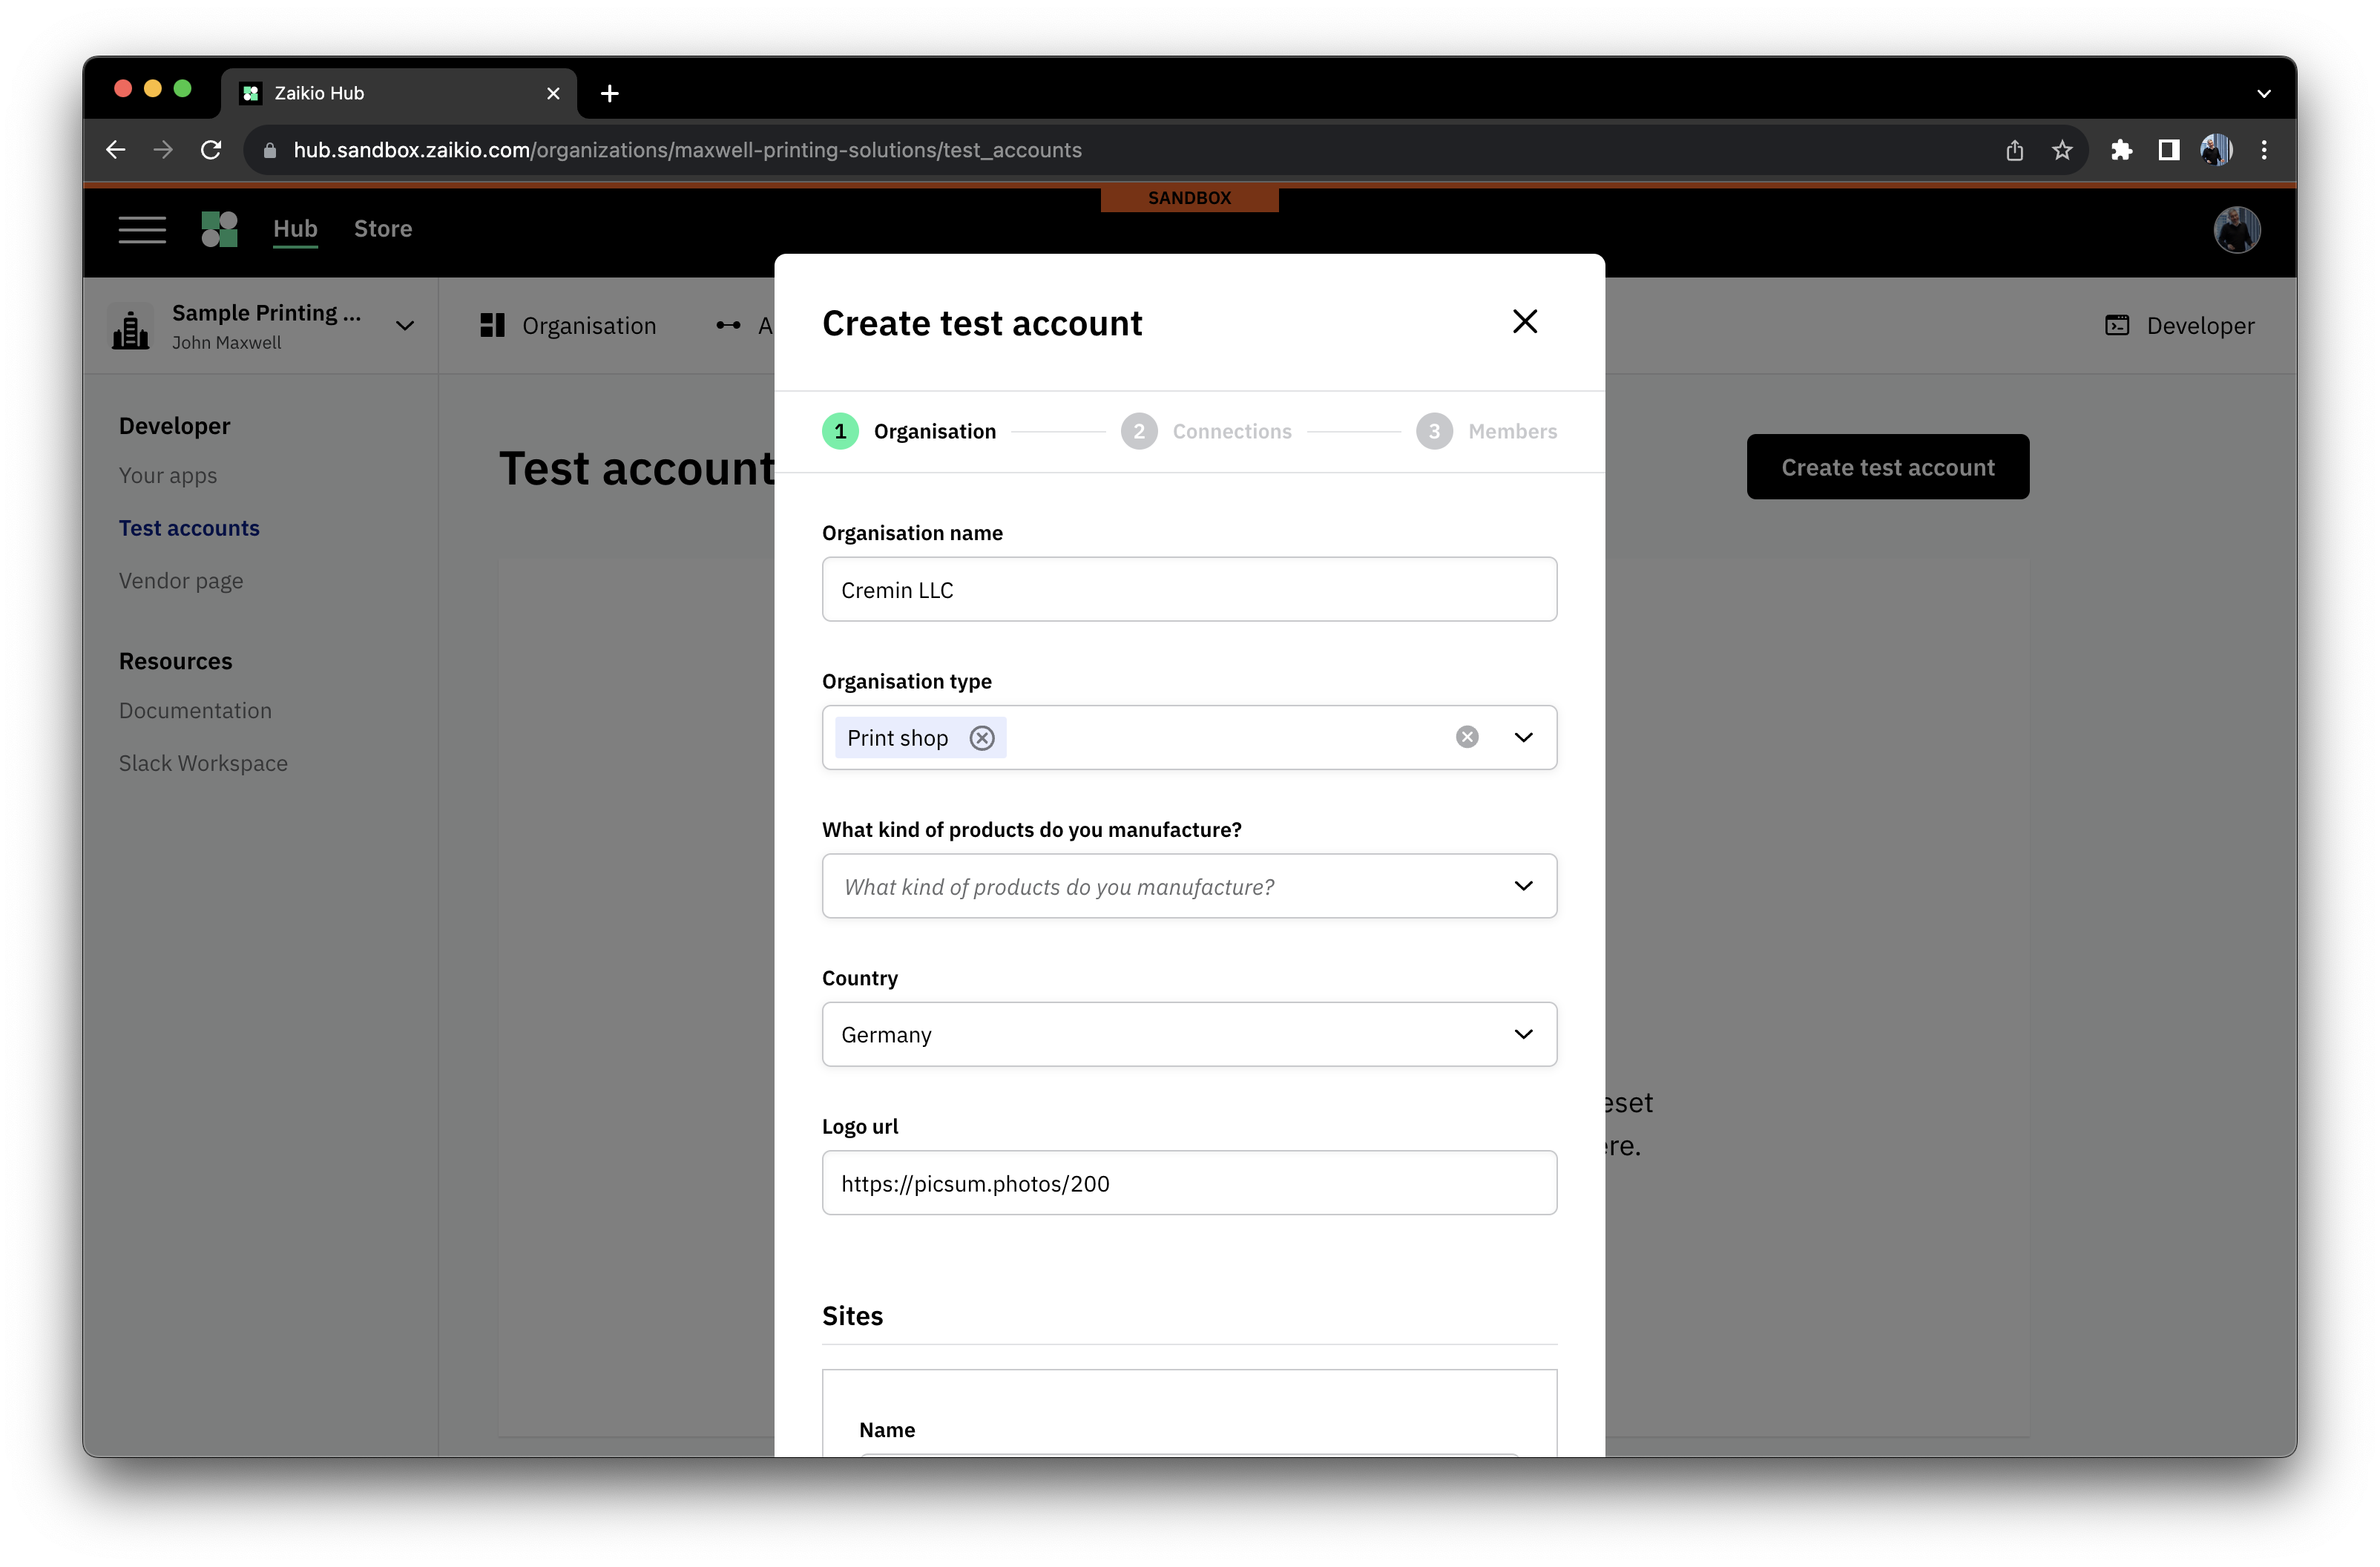 Zaikio Hub
hub.sandbox.zaikio.com/organizations/maxwell-printing-solutions/test_accounts
SANDBOX
Hub
Store
Sample Printing ...
John Maxwell
Organisation
A
Developer
Create test account
1 Organisation
2 Connections
3 Members
Developer
Your apps
Test accounts
Vendor page
Resources
Documentation
Slack Workspace
Test account
Create test account
Organisation name
Cremin LLC
Organisation type
Print shop
What kind of products do you manufacture?
What kind of products do you manufacture?
Country
Germany
Logo url
https://picsum.photos/200
eset
ere.
Sites
Name